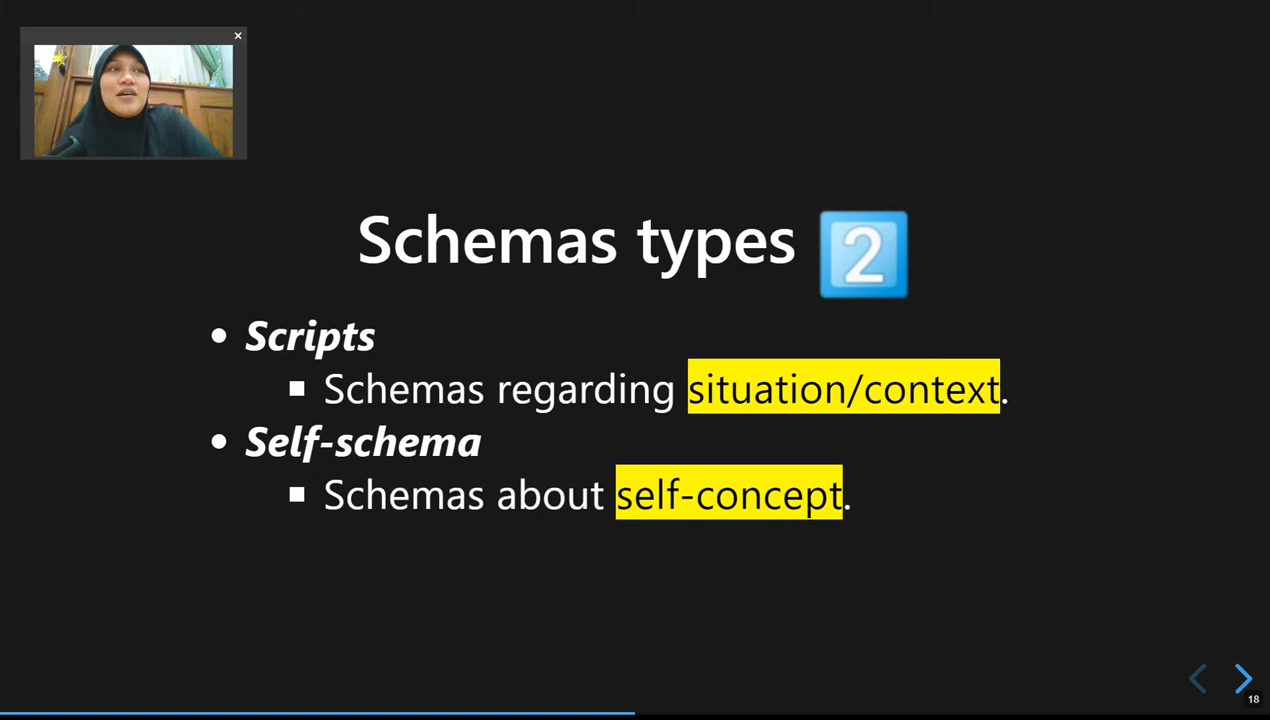 Schemas types 2️⃣
• Scripts
▪ Schemas regarding situation/context.
• Self-schema
▪ Schemas about self-concept.
18